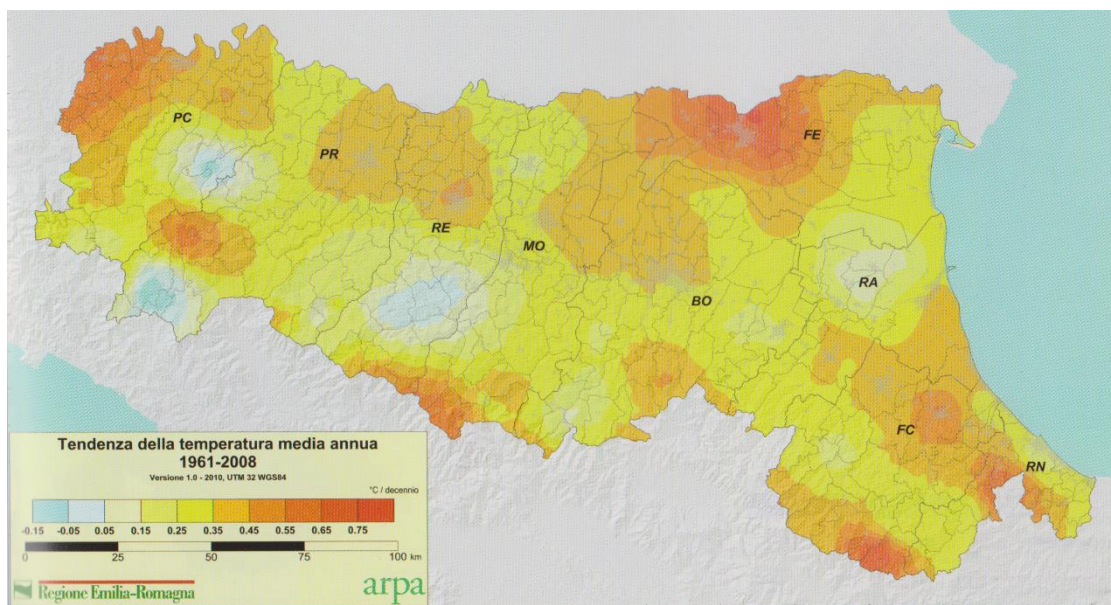 PC
PR
FE
RE
MO
RA
BO
FC
RN
Tendenza della temperatura media annua
1961-2008
Versione 1.0 - 2010, UTM 32 WGS84
°C / decennio
-0.15 -0.05 0.05 0.15 0.25 0.35 0.45 0.55 0.65 0.75
0 25 50 75 100 km
Regione Emilia-Romagna
arpa